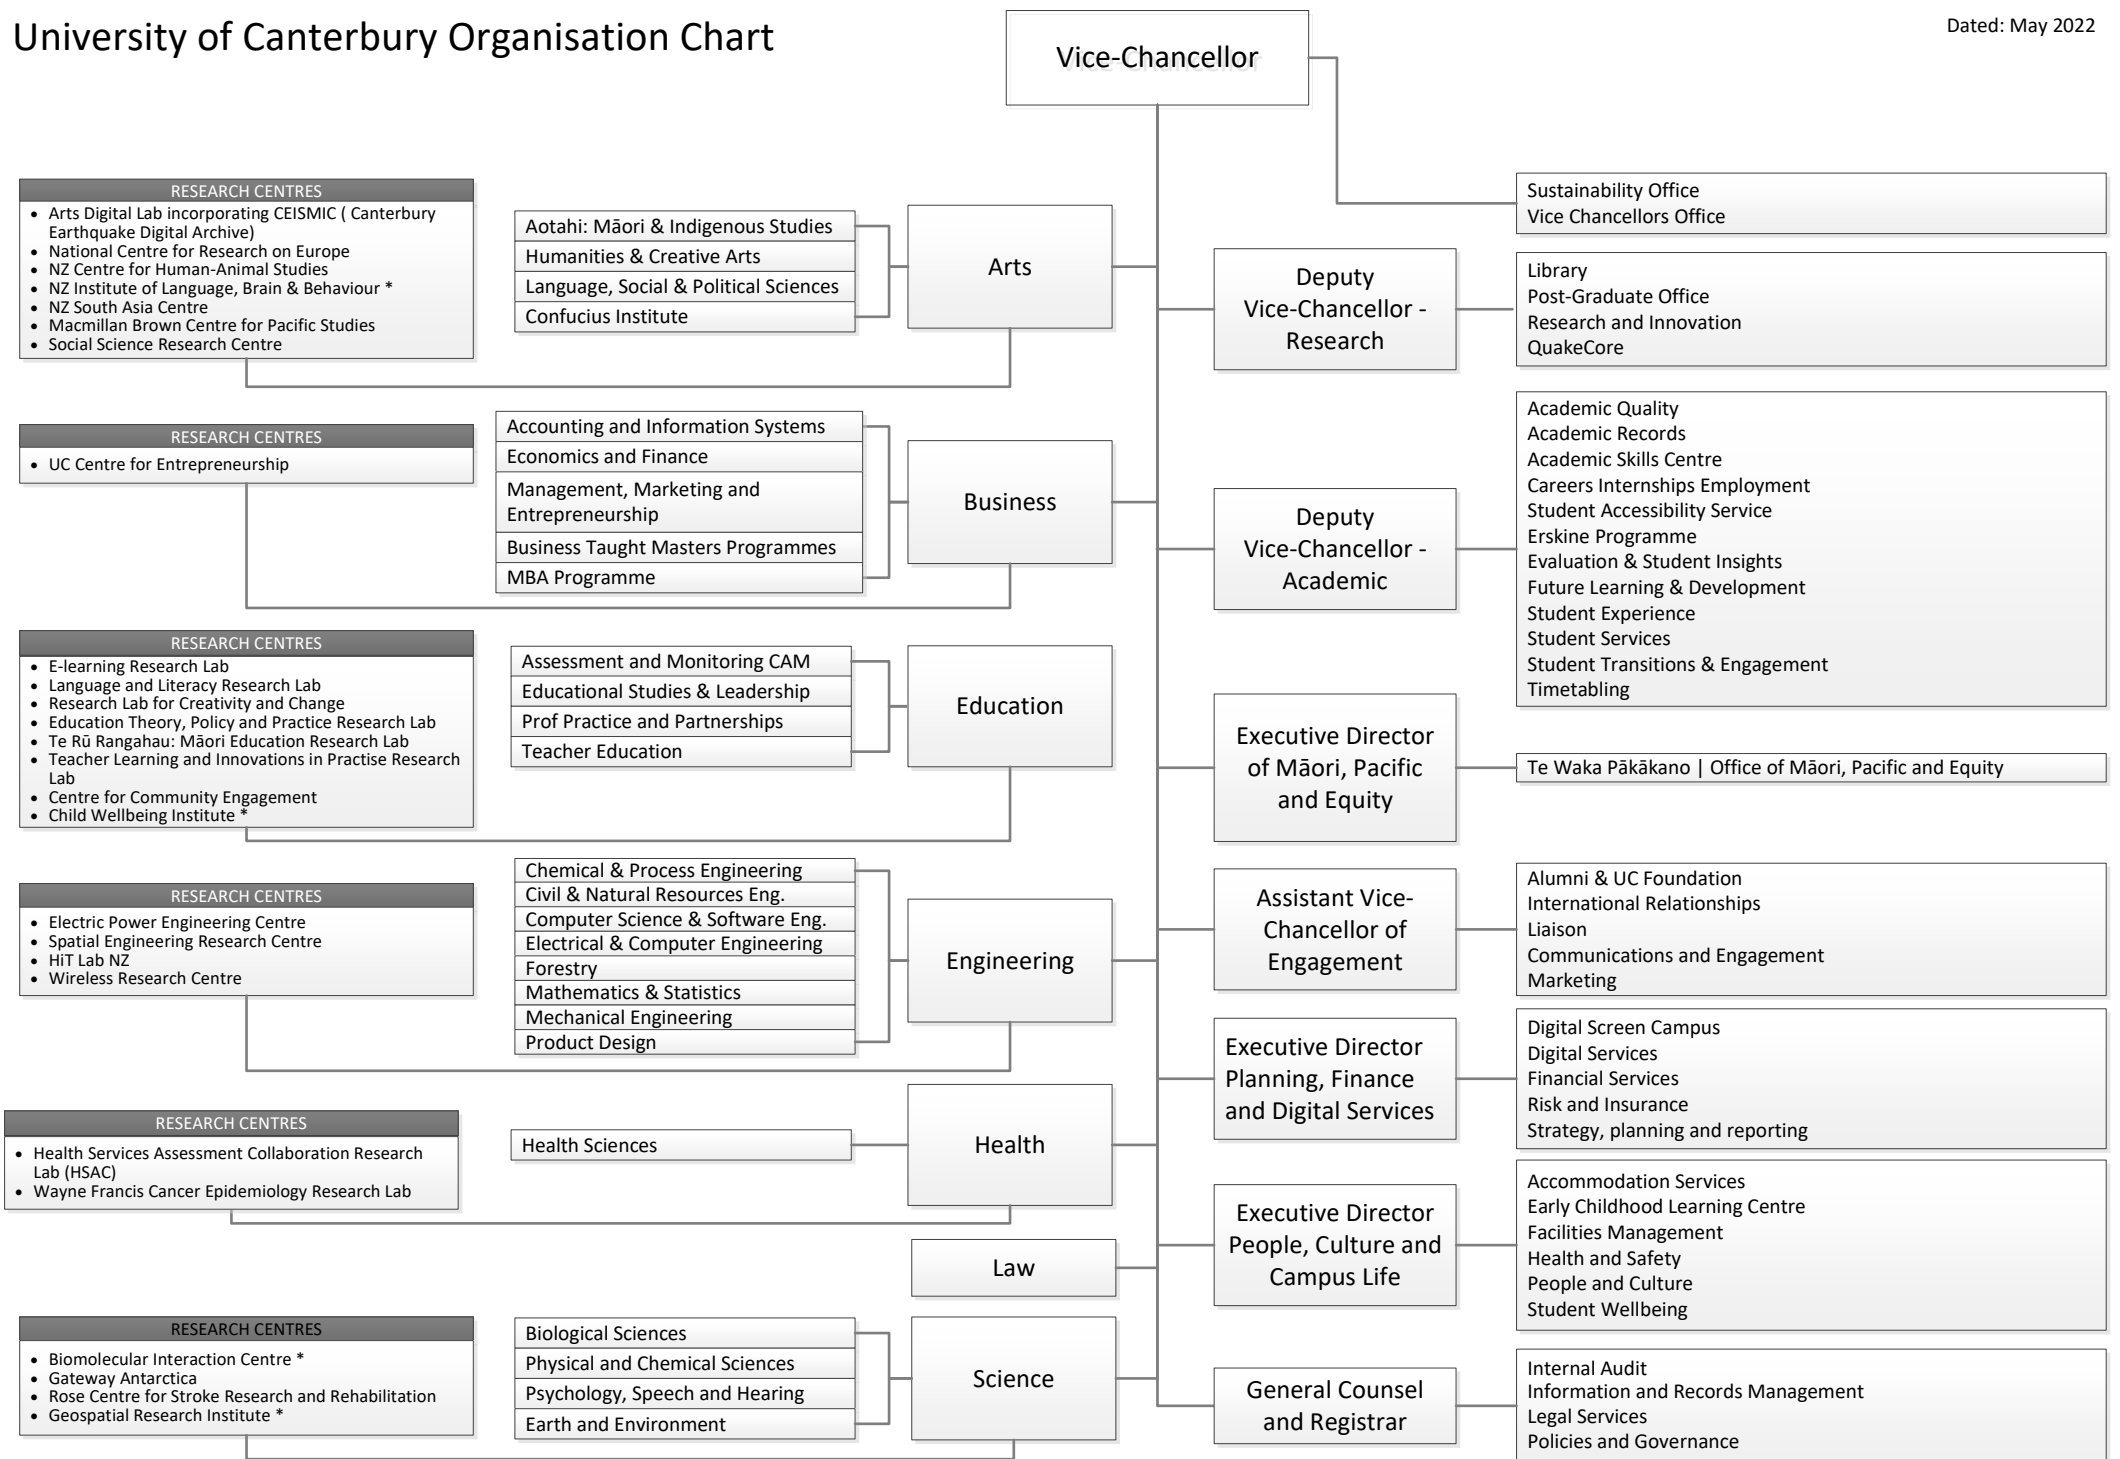 University of Canterbury Organisation Chart
Dated: May 2022
Vice-Chancellor
Sustainability Office
Vice Chancellors Office
RESEARCH CENTRES
• Arts Digital Lab incorporating CEISMIC ( Canterbury
Earthquake Digital Archive)
• National Centre for Research on Europe
• NZ Centre for Human-Animal Studies
• NZ Institute of Language, Brain & Behaviour *
• NZ South Asia Centre
• Macmillan Brown Centre for Pacific Studies
• Social Science Research Centre
Aotahi: Māori & Indigenous Studies
Humanities & Creative Arts
Language, Social & Political Sciences
Confucius Institute
Arts
Deputy
Vice-Chancellor -
Research
Library
Post-Graduate Office
Research and Innovation
QuakeCore
RESEARCH CENTRES
• UC Centre for Entrepreneurship
Accounting and Information Systems
Economics and Finance
Management, Marketing and
Entrepreneurship
Business Taught Masters Programmes
MBA Programme
Business
Deputy
Vice-Chancellor -
Academic
Academic Quality
Academic Records
Academic Skills Centre
Careers Internships Employment
Student Accessibility Service
Erskine Programme
Evaluation & Student Insights
Future Learning & Development
Student Experience
Student Services
Student Transitions & Engagement
Timetabling
RESEARCH CENTRES
• E-learning Research Lab
• Language and Literacy Research Lab
• Research Lab for Creativity and Change
• Education Theory, Policy and Practice Research Lab
• Te Rū Rangahau: Māori Education Research Lab
• Teacher Learning and Innovations in Practise Research
Lab
• Centre for Community Engagement
• Child Wellbeing Institute *
Assessment and Monitoring CAM
Educational Studies & Leadership
Prof Practice and Partnerships
Teacher Education
Education
Executive Director
of Māori, Pacific
and Equity
Te Waka Pākākano | Office of Māori, Pacific and Equity
RESEARCH CENTRES
• Electric Power Engineering Centre
• Spatial Engineering Research Centre
• HiT Lab NZ
• Wireless Research Centre
Chemical & Process Engineering
Civil & Natural Resources Eng.
Computer Science & Software Eng.
Electrical & Computer Engineering
Forestry
Mathematics & Statistics
Mechanical Engineering
Product Design
Engineering
Assistant Vice-
Chancellor of
Engagement
Alumni & UC Foundation
International Relationships
Liaison
Communications and Engagement
Marketing
Executive Director
Planning, Finance
and Digital Services
Digital Screen Campus
Digital Services
Financial Services
Risk and Insurance
Strategy, planning and reporting
RESEARCH CENTRES
• Health Services Assessment Collaboration Research
Lab (HSAC)
• Wayne Francis Cancer Epidemiology Research Lab
Health Sciences
Health
Executive Director
People, Culture and
Campus Life
Accommodation Services
Early Childhood Learning Centre
Facilities Management
Health and Safety
People and Culture
Student Wellbeing
Law
RESEARCH CENTRES
• Biomolecular Interaction Centre *
• Gateway Antarctica
• Rose Centre for Stroke Research and Rehabilitation
• Geospatial Research Institute *
Biological Sciences
Physical and Chemical Sciences
Psychology, Speech and Hearing
Earth and Environment
Science
General Counsel
and Registrar
Internal Audit
Information and Records Management
Legal Services
Policies and Governance